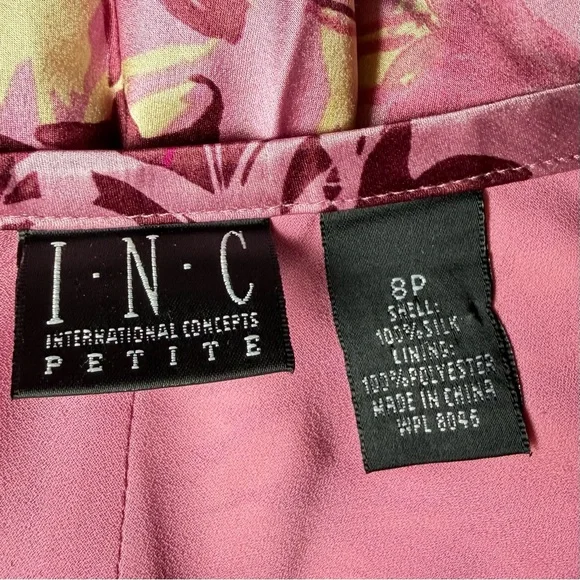 I·N·C
INTERNATIONAL CONCEPTS
PETITE
8P
SHELL:
100%SILK
LINING:
100%POLYESTER
MADE IN CHINA
WPL 8046